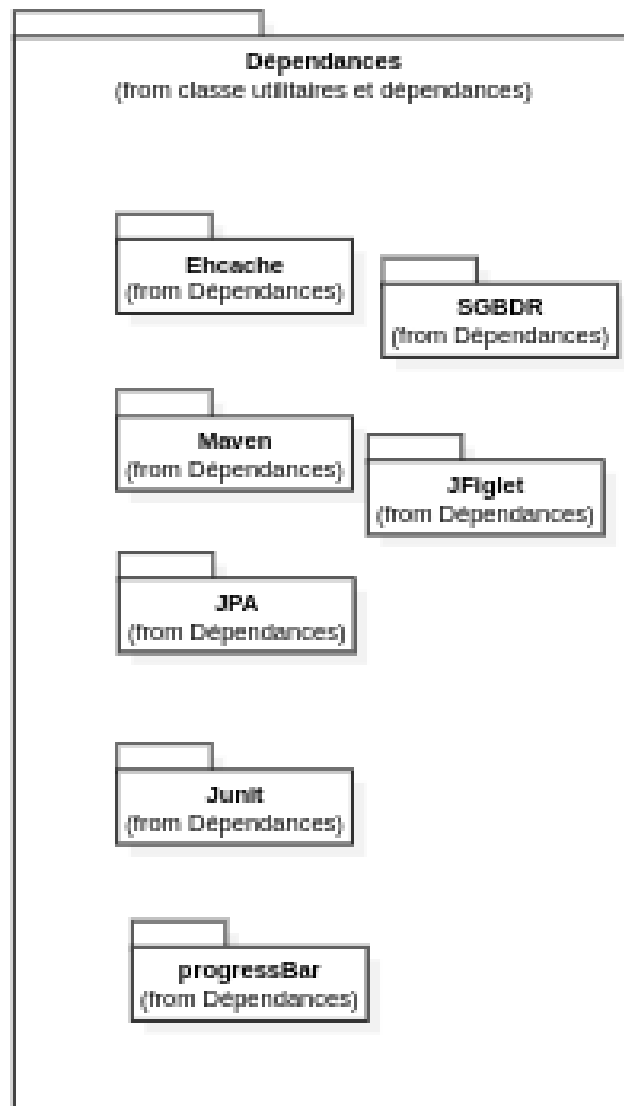 Dépendances
(from classe utilitaires et dépendances)
Ehcache
(from Dépendances)
SGBDR
(from Dépendances)
Maven
(from Dépendances)
JFiglet
(from Dépendances)
JPA
(from Dépendances)
Junit
(from Dépendances)
progressBar
(from Dépendances)